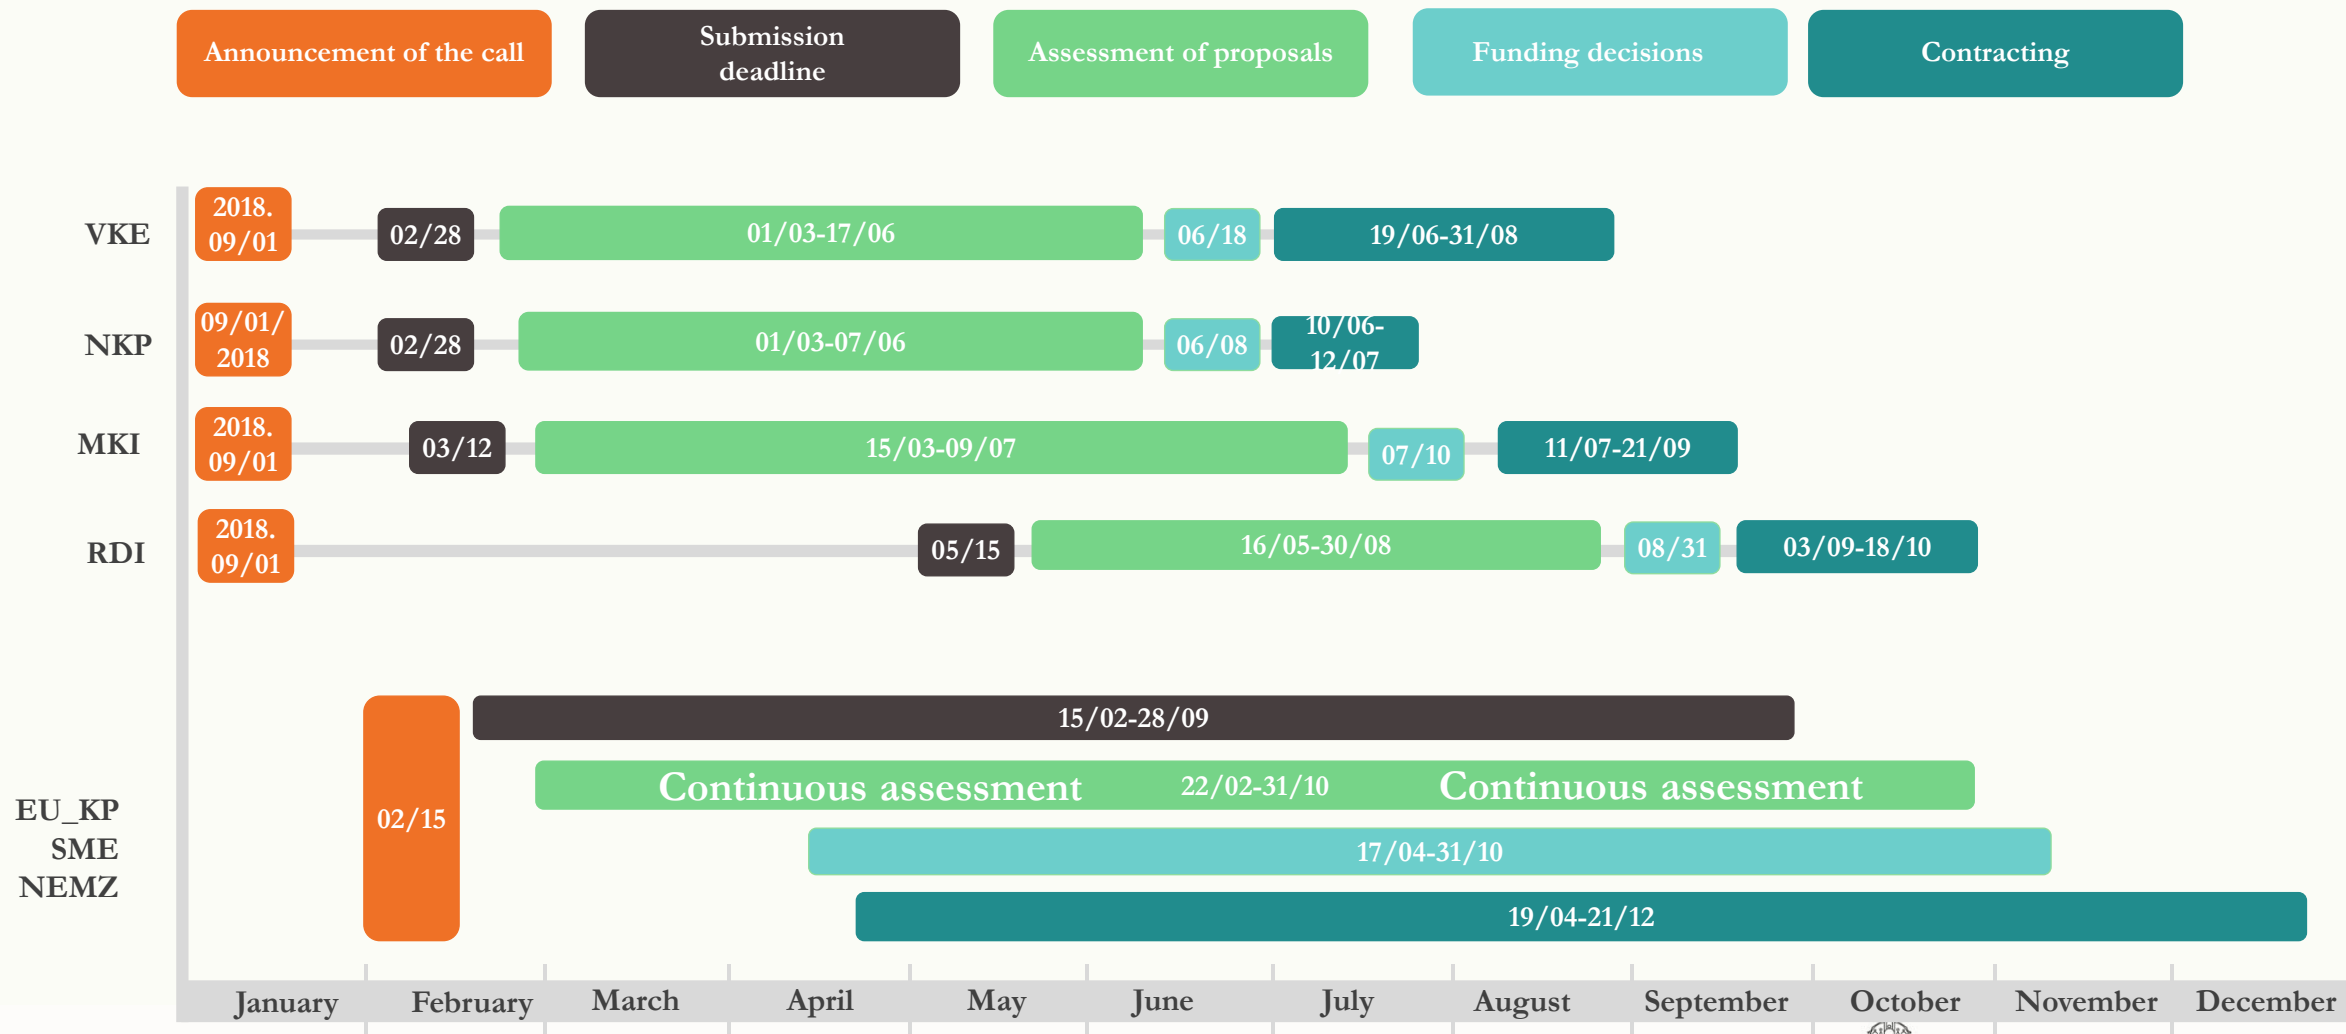 Announcement of the call
Submission
deadline
Assessment of proposals
Funding decisions
Contracting
VKE
2018.
09/01
02/28
01/03-17/06
06/18
19/06-31/08
NKP
09/01/
2018
02/28
01/03-07/06
06/08
10/06-
12/07
MKI
2018.
09/01
03/12
15/03-09/07
07/10
11/07-21/09
RDI
2018.
09/01
05/15
16/05-30/08
08/31
03/09-18/10
EU_KP
SME
NEMZ
02/15
15/02-28/09
Continuous assessment 22/02-31/10 Continuous assessment
17/04-31/10
19/04-21/12
January February March April May June July August September October November December